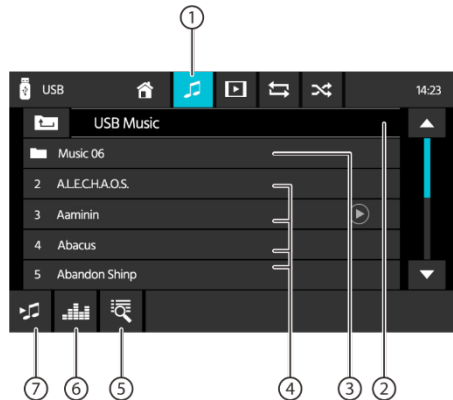 1
USB 14:23
USB Music
Music 06
2 A.L.E.C.H.A.O.S.
3 Aaminin
4 Abacus
5 Abandon Shinp
7 6 5 4 3 2